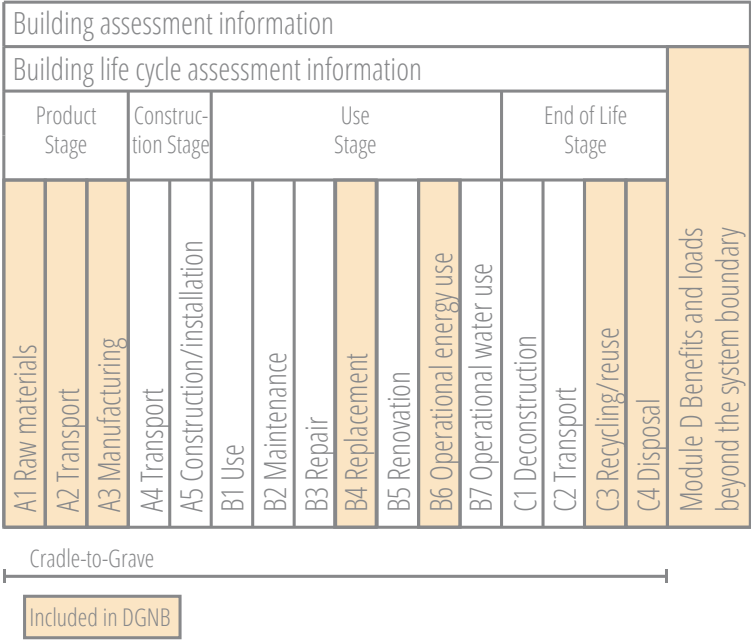 Building assessment information
Building life cycle assessment information
Product
Stage
Construc-
tion Stage
Use
Stage
End of Life
Stage
A1 Raw materials
A2 Transport
A3 Manufacturing
A4 Transport
A5 Construction/installation
B1 Use
B2 Maintenance
B3 Repair
B4 Replacement
B5 Renovation
B6 Operational energy use
B7 Operational water use
C1 Deconstruction
C2 Transport
C3 Recycling/reuse
C4 Disposal
Module D Benefits and loads
beyond the system boundary
Cradle-to-Grave
Included in DGNB